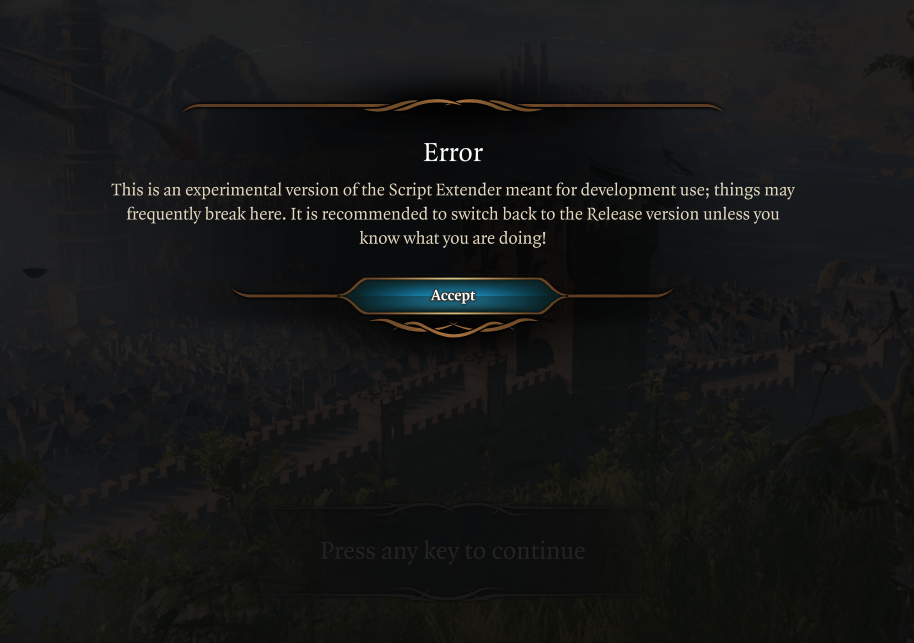 Error
This is an experimental version of the Script Extender meant for development use; things may
frequently break here. It is recommended to switch back to the Release version unless you
know what you are doing!
Accept
Press any key to continue